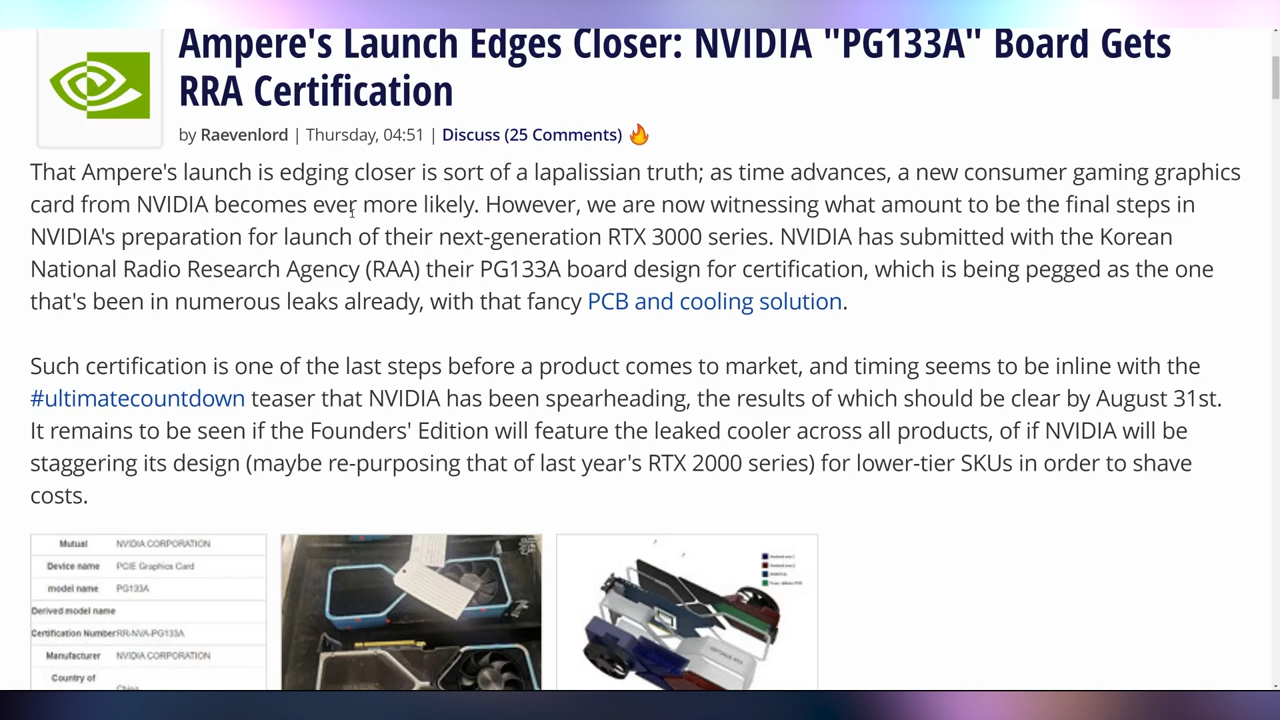 Ampere's Launch Edges Closer: NVIDIA "PG133A" Board Gets
RRA Certification
by Raevenlord | Thursday, 04:51 | Discuss (25 Comments)
That Ampere's launch is edging closer is sort of a lapalissian truth; as time advances, a new consumer gaming graphics
card from NVIDIA becomes ever more likely. However, we are now witnessing what amount to be the final steps in
NVIDIA's preparation for launch of their next-generation RTX 3000 series. NVIDIA has submitted with the Korean
National Radio Research Agency (RAA) their PG133A board design for certification, which is being pegged as the one
that's been in numerous leaks already, with that fancy PCB and cooling solution.
Such certification is one of the last steps before a product comes to market, and timing seems to be inline with the
#ultimatecountdown teaser that NVIDIA has been spearheading, the results of which should be clear by August 31st.
It remains to be seen if the Founders' Edition will feature the leaked cooler across all products, of if NVIDIA will be
staggering its design (maybe re-purposing that of last year's RTX 2000 series) for lower-tier SKUs in order to shave
costs.
Mutual NVIDIA CORPORATION
Device name PCIE Graphics Card
model name PG133A
Derived model name
Certification Number RR-NVA-PG133A
Manufacturer NVIDIA CORPORATION
Country of
China
GEFORCE RTX